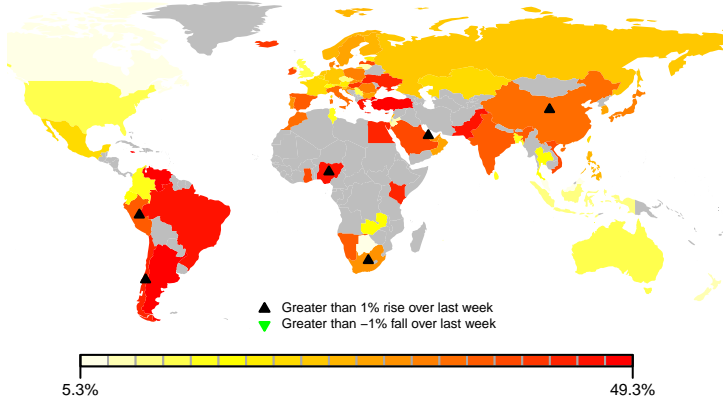 Greater than 1% rise over last week
Greater than −1% fall over last week
5.3%
49.3%